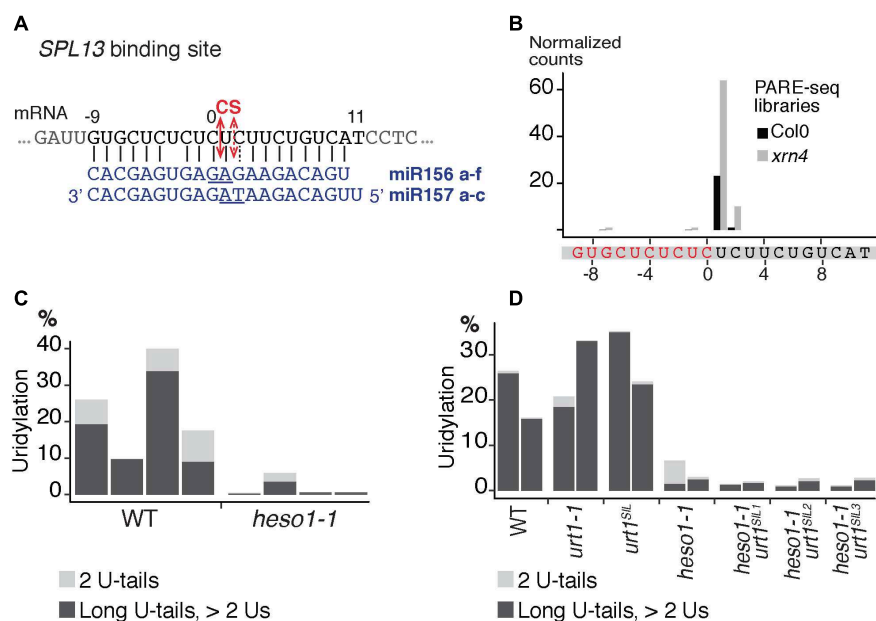 A
SPL13 binding site
mRNA -9 0 CS 11
...GAUUGUGCUCUCUCUCUUCUGUCAUCCUC...
CACGAGUGAGAGAAGACAGU miR156 a-f
3' CACGAGUGAGATAAGACAGUU 5' miR157 a-c
B
Normalized
counts
60
40
20
PARE-seq
libraries
Col0
xrn4
GUGCUCUCUCUCUUCUGUCAT
-8 -4 0 4 8
C
%
Uridylation
40
30
20
10
0
WT heso1-1
2 U-tails
Long U-tails, > 2 Us
D
%
Uridylation
30
20
10
0
WT
urt1-1
urt1SIL
heso1-1
heso1-1 urt1SIL1
heso1-1 urt1SIL2
heso1-1 urt1SIL3
2 U-tails
Long U-tails, > 2 Us